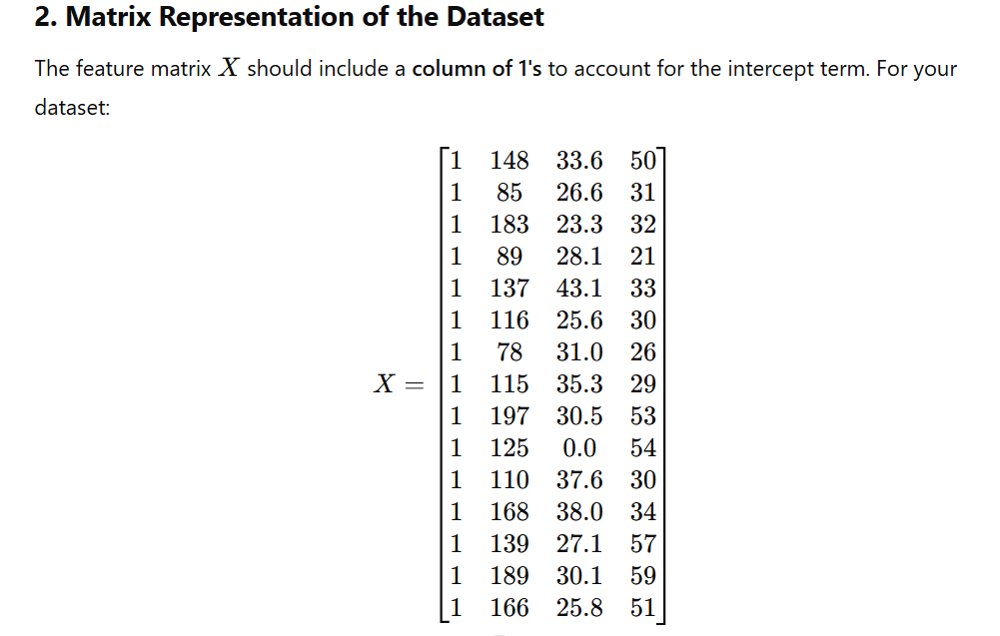 2. Matrix Representation of the Dataset
The feature matrix X should include a column of 1's to account for the intercept term. For your
dataset:
1 148 33.6 50
1 85 26.6 31
1 183 23.3 32
1 89 28.1 21
1 137 43.1 33
1 116 25.6 30
1 78 31.0 26
X = 1 115 35.3 29
1 197 30.5 53
1 125 0.0 54
1 110 37.6 30
1 168 38.0 34
1 139 27.1 57
1 189 30.1 59
1 166 25.8 51